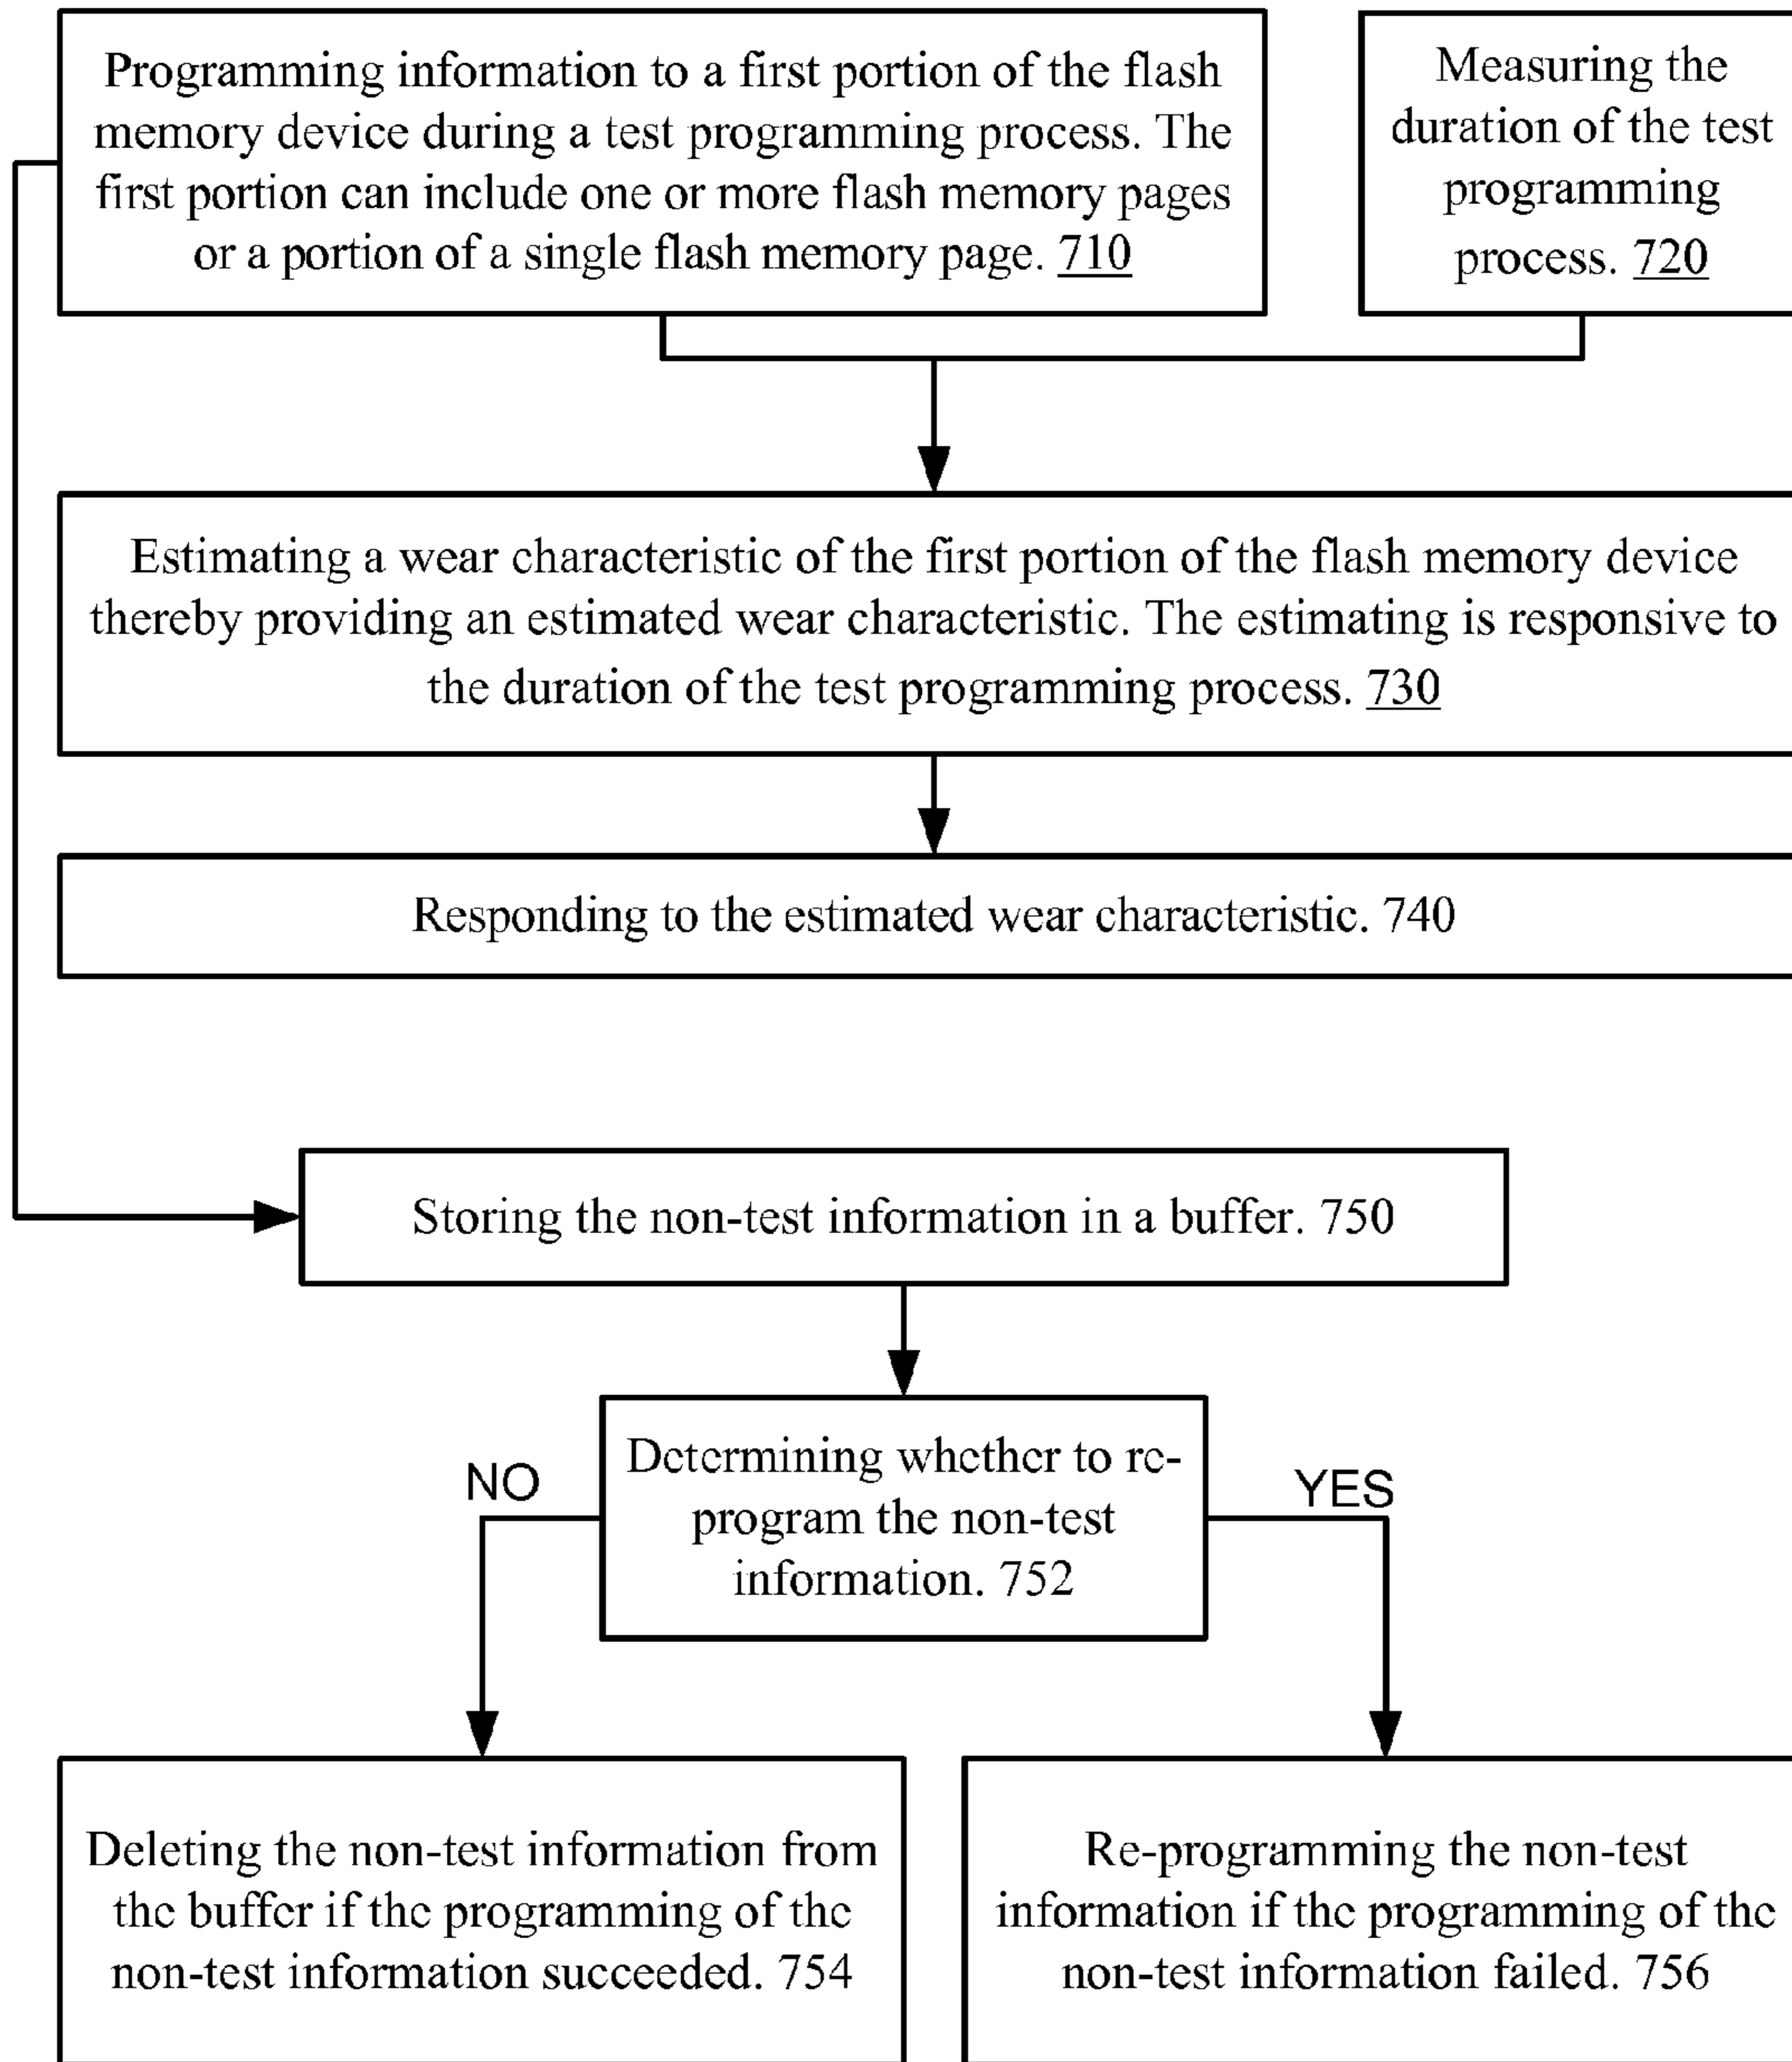 Programming information to a first portion of the flash
memory device during a test programming process. The
first portion can include one or more flash memory pages
or a portion of a single flash memory page. 710
Measuring the
duration of the test
programming
process. 720
Estimating a wear characteristic of the first portion of the flash memory device
thereby providing an estimated wear characteristic. The estimating is responsive to
the duration of the test programming process. 730
Responding to the estimated wear characteristic. 740
Storing the non-test information in a buffer. 750
Determining whether to re-
program the non-test
information. 752
NO
YES
Deleting the non-test information from
the buffer if the programming of the
non-test information succeeded. 754
Re-programming the non-test
information if the programming of the
non-test information failed. 756